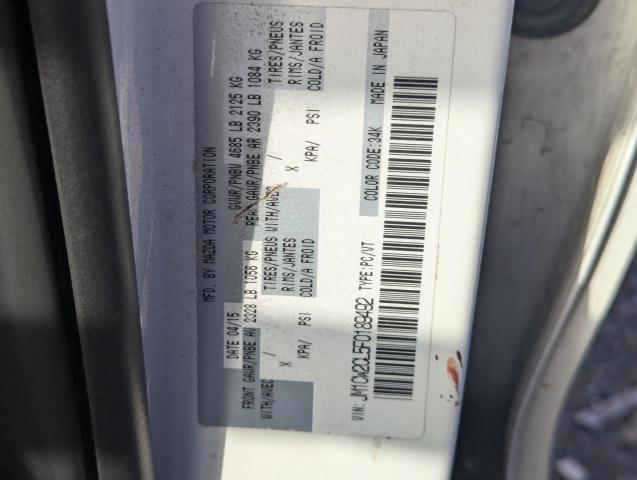 MFD. BY MAZDA MOTOR CORPORATION
DATE 04/15 GVWR/PNBV 4685 LB 2125 KG
FRONT GAWR/PNBE AV 2328 LB 1056 KG REAR GAWR/PNBE AR 2390 LB 1084 KG
WITH/AVEC TIRES/PNEUS WITH/AVEC TIRES/PNEUS
X / RIMS/JANTES X / RIMS/JANTES
KPA/ PSI COLD/A FROID KPA/ PSI COLD/A FROID
VIN: JM1CW2CL5F0189492 TYPE:PC/VT
COLOR CODE:34K MADE IN JAPAN